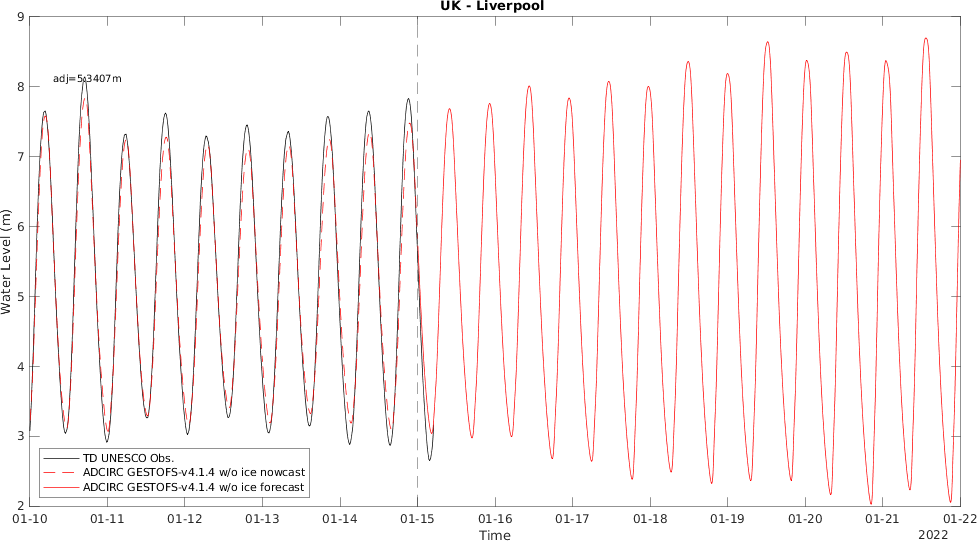 UK - Liverpool
9
8
7
6
5
4
3
2
Water Level (m)
adj=5.3407m
TD UNESCO Obs.
ADCIRC GESTOFS-v4.1.4 w/o ice nowcast
ADCIRC GESTOFS-v4.1.4 w/o ice forecast
01-10 01-11 01-12 01-13 01-14 01-15 01-16 01-17 01-18 01-19 01-20 01-21 01-22
Time
2022